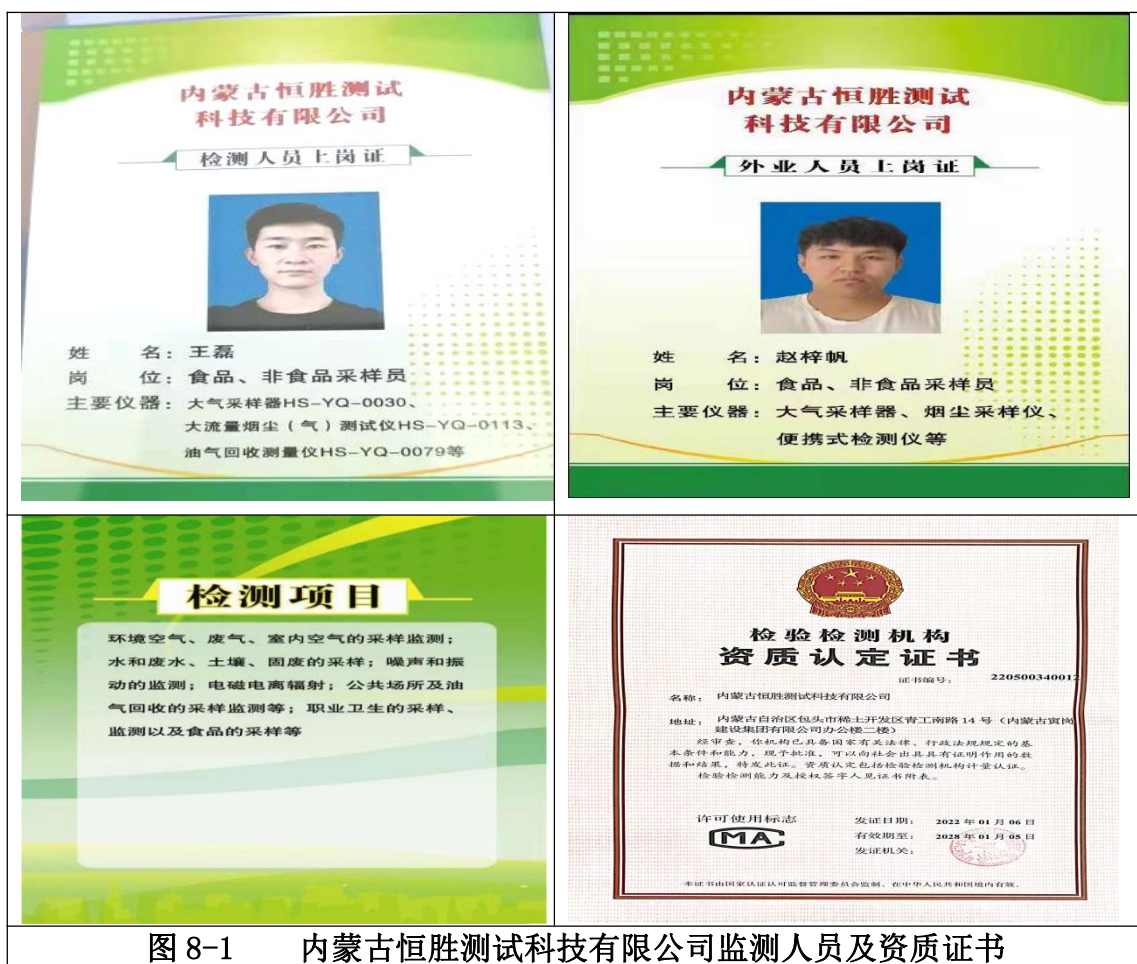 内蒙古恒胜测试
科技有限公司
检测人员上岗证
姓 名：王磊
岗 位：食品、非食品采样员
主要仪器：大气采样器HS-YQ-0030、
大流量烟尘（气）测试仪HS-YQ-0113、
油气回收测量仪HS-YQ-0079等
内蒙古恒胜测试
科技有限公司
外业人员上岗证
姓 名：赵梓帆
岗 位：食品、非食品采样员
主要仪器：大气采样器、烟尘采样仪、
便携式检测仪等
检测项目
环境空气、废气、室内空气的采样监测；
水和废水、土壤、固废的采样；噪声和振
动的监测；电磁电离辐射；公共场所及油
气回收的采样监测等；职业卫生的采样、
监测以及食品的采样等
检验检测机构
资质认定证书
证书编号：220500340012
名称：内蒙古恒胜测试科技有限公司
地址：内蒙古自治区包头市稀土开发区青工南路 14 号（内蒙古寅岗
建设集团有限公司办公楼二楼）
经审查，你机构已具备国家有关法律、行政法规规定的基
本条件和能力，现予批准，可以向社会出具具有证明作用的数
据和结果，特发此证。资质认定包括检验检测机构计量认证。
检验检测能力及授权签字人见证书附表。
许可使用标志
MA
发证日期：2022 年 01 月 06 日
有效期至：2028 年 01 月 05 日
发证机关：
本证书由国家认证认可监督管理委员会监制，在中华人民共和国境内有效。
图 8-1 内蒙古恒胜测试科技有限公司监测人员及资质证书